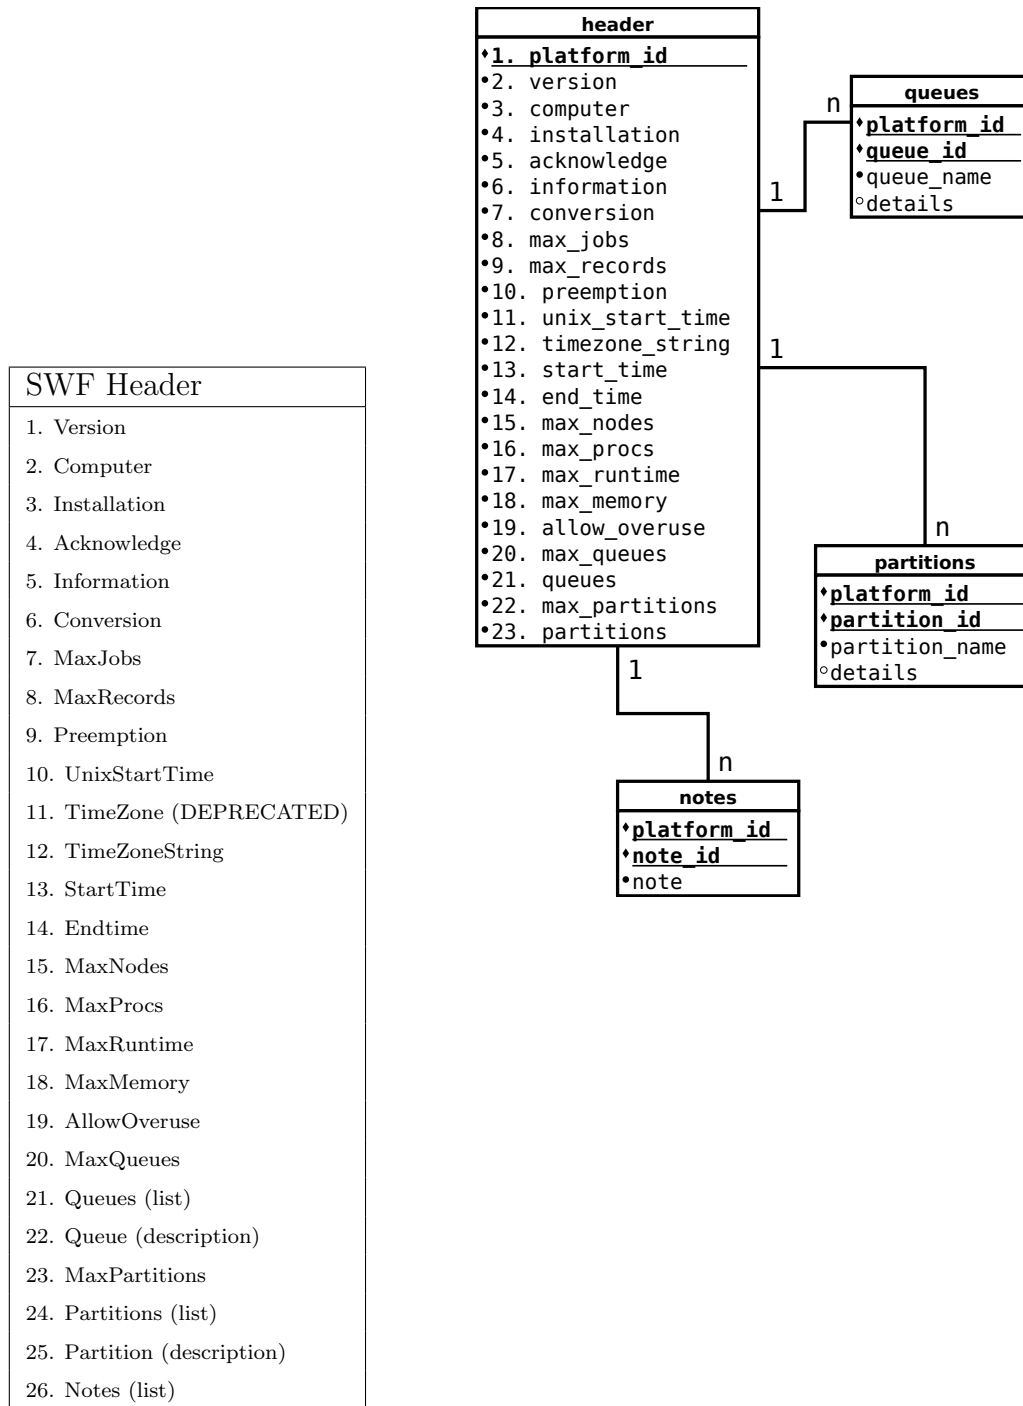 SWF Header
1. Version
2. Computer
3. Installation
4. Acknowledge
5. Information
6. Conversion
7. MaxJobs
8. MaxRecords
9. Preemption
10. UnixStartTime
11. TimeZone (DEPRECATED)
12. TimeZoneString
13. StartTime
14. Endtime
15. MaxNodes
16. MaxProcs
17. MaxRuntime
18. MaxMemory
19. AllowOveruse
20. MaxQueues
21. Queues (list)
22. Queue (description)
23. MaxPartitions
24. Partitions (list)
25. Partition (description)
26. Notes (list)
header
1. platform_id
2. version
3. computer
4. installation
5. acknowledge
6. information
7. conversion
8. max_jobs
9. max_records
10. preemption
11. unix_start_time
12. timezone_string
13. start_time
14. end_time
15. max_nodes
16. max_procs
17. max_runtime
18. max_memory
19. allow_overuse
20. max_queues
21. queues
22. max_partitions
23. partitions
1
n
queues
platform_id
queue_id
queue_name
details
1
n
partitions
platform_id
partition_id
partition_name
details
1
n
notes
platform_id
note_id
note